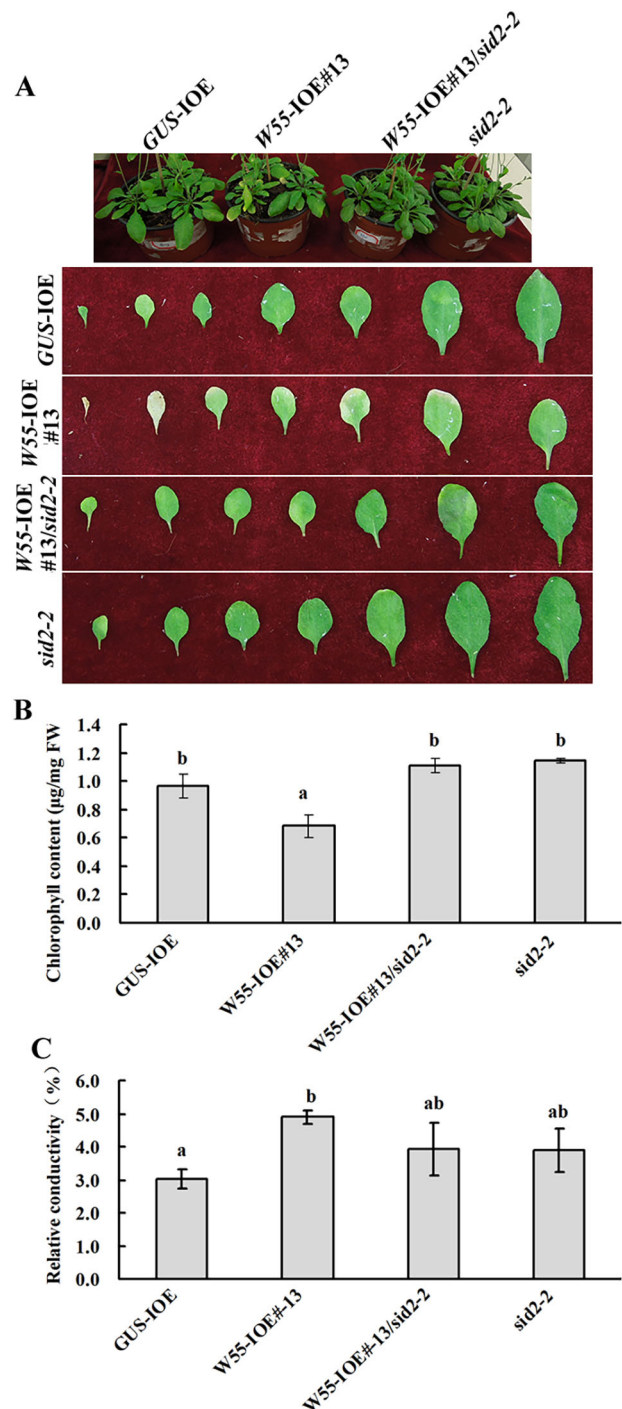 A
GUS-IOE
W55-IOE#13
W55-IOE#13/sid2-2
sid2-2
GUS-IOE
W55-IOE
#13
W55-IOE
#13/sid2-2
sid2-2
B
Chlorophyll content (μg/mg FW
1.4
1.2
1.0
0.8
0.6
0.4
0.2
0.0
b
a
b
b
GUS-IOE
W55-IOE#13
W55-IOE#13/sid2-2
sid2-2
C
Relative conductivity（%）
6.0
5.0
4.0
3.0
2.0
1.0
0.0
a
b
ab
ab
GUS-IOE
W55-IOE#-13
W55-IOE#-13/sid2-2
sid2-2